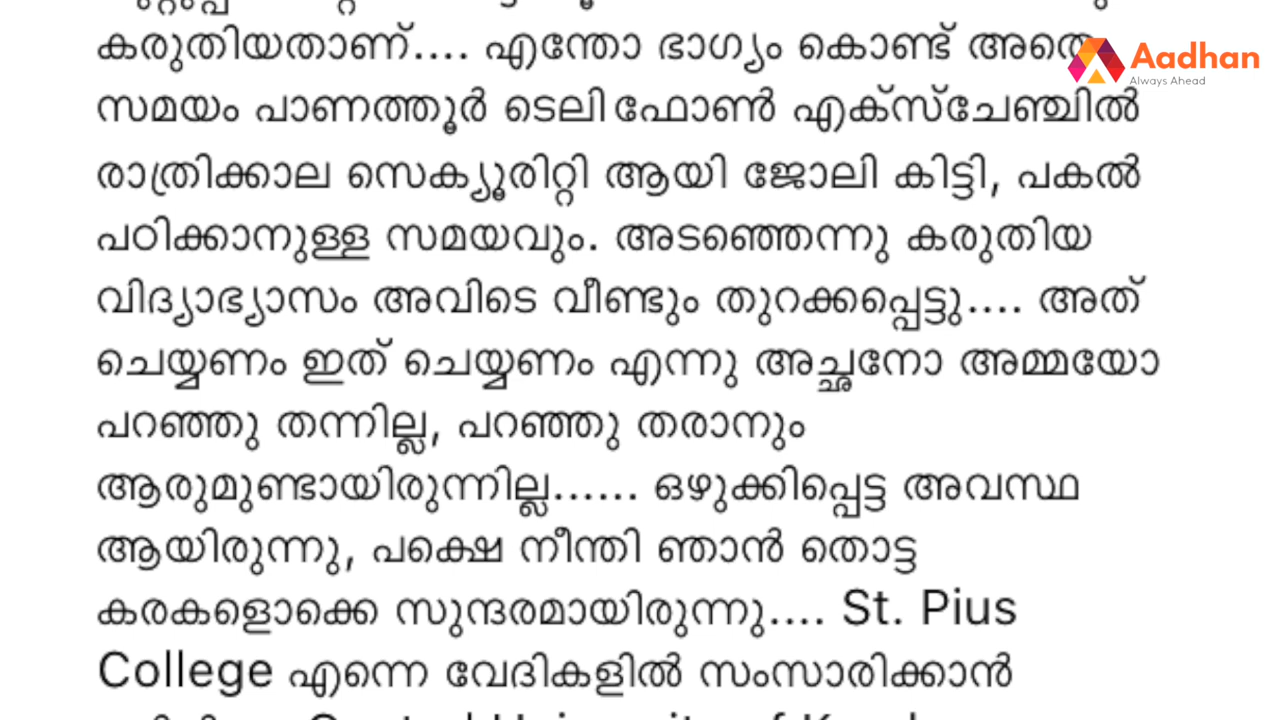 കരുതിയതാണ്.... എന്തോ ഭാഗ്യം കൊണ്ട് അതെ
Aadhan
Always Ahead
സമയം പാണത്തൂർ ടെലിഫോൺ എക്സ്ചേഞ്ചിൽ
രാത്രിക്കാല സെക്യൂരിറ്റി ആയി ജോലി കിട്ടി, പകൽ
പഠിക്കാനുള്ള സമയവും. അടഞ്ഞെന്നു കരുതിയ
വിദ്യാഭ്യാസം അവിടെ വീണ്ടും തുറക്കപ്പെട്ടു.... അത്
ചെയ്യണം ഇത് ചെയ്യണം എന്നു അച്ഛനോ അമ്മയോ
പറഞ്ഞു തന്നില്ല, പറഞ്ഞു തരാനും
ആരുമുണ്ടായിരുന്നില്ല...... ഒഴുക്കിപ്പെട്ട അവസ്ഥ
ആയിരുന്നു, പക്ഷെ നീന്തി ഞാൻ തൊട്ട
കരകളൊക്കെ സുന്ദരമായിരുന്നു.... St. Pius
College എന്നെ വേദികളിൽ സംസാരിക്കാൻ